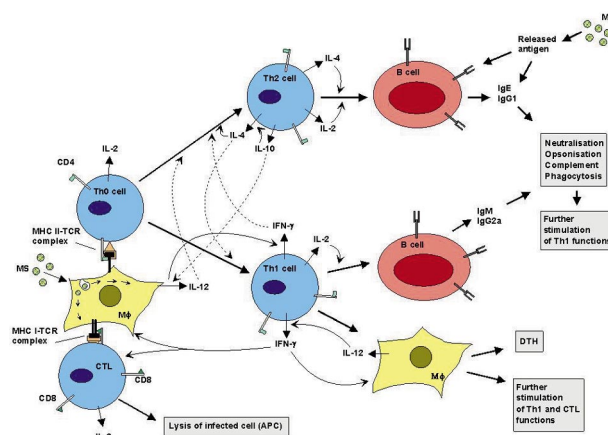 MS
Released
antigen
IL-4
Th2 cell
B cell
IgE
IgG1
IL-2
IL-4
IL-10
IL-2
CD4
Th0 cell
Neutralisation
Opsonisation
Complement
Phagocytosis
MHC II-TCR
complex
IFN-γ
IL-2
IgM
IgG2a
B cell
Further
stimulation
of Th1 functions
MS
Th1 cell
IL-12
MΦ
MHC I-TCR
complex
IFN-γ
IL-12
DTH
MΦ
CTL
CD8
CD8
Further
stimulation
of Th1 and CTL
functions
Lysis of infected cell (APC)